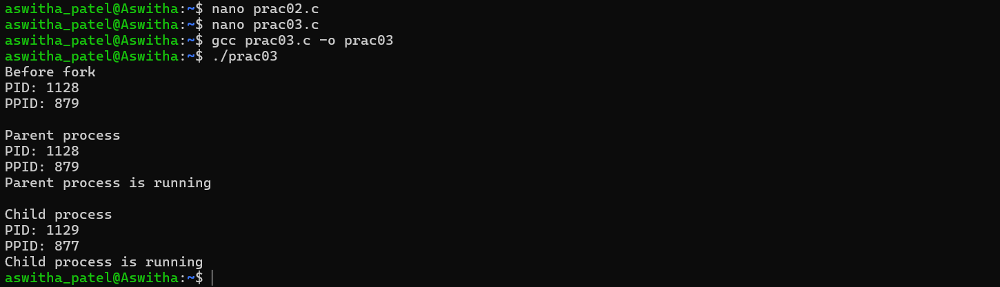 aswitha_patel@Aswitha:~$ nano prac02.c
aswitha_patel@Aswitha:~$ nano prac03.c
aswitha_patel@Aswitha:~$ gcc prac03.c -o prac03
aswitha_patel@Aswitha:~$ ./prac03
Before fork
PID: 1128
PPID: 879

Parent process
PID: 1128
PPID: 879
Parent process is running

Child process
PID: 1129
PPID: 877
Child process is running
aswitha_patel@Aswitha:~$